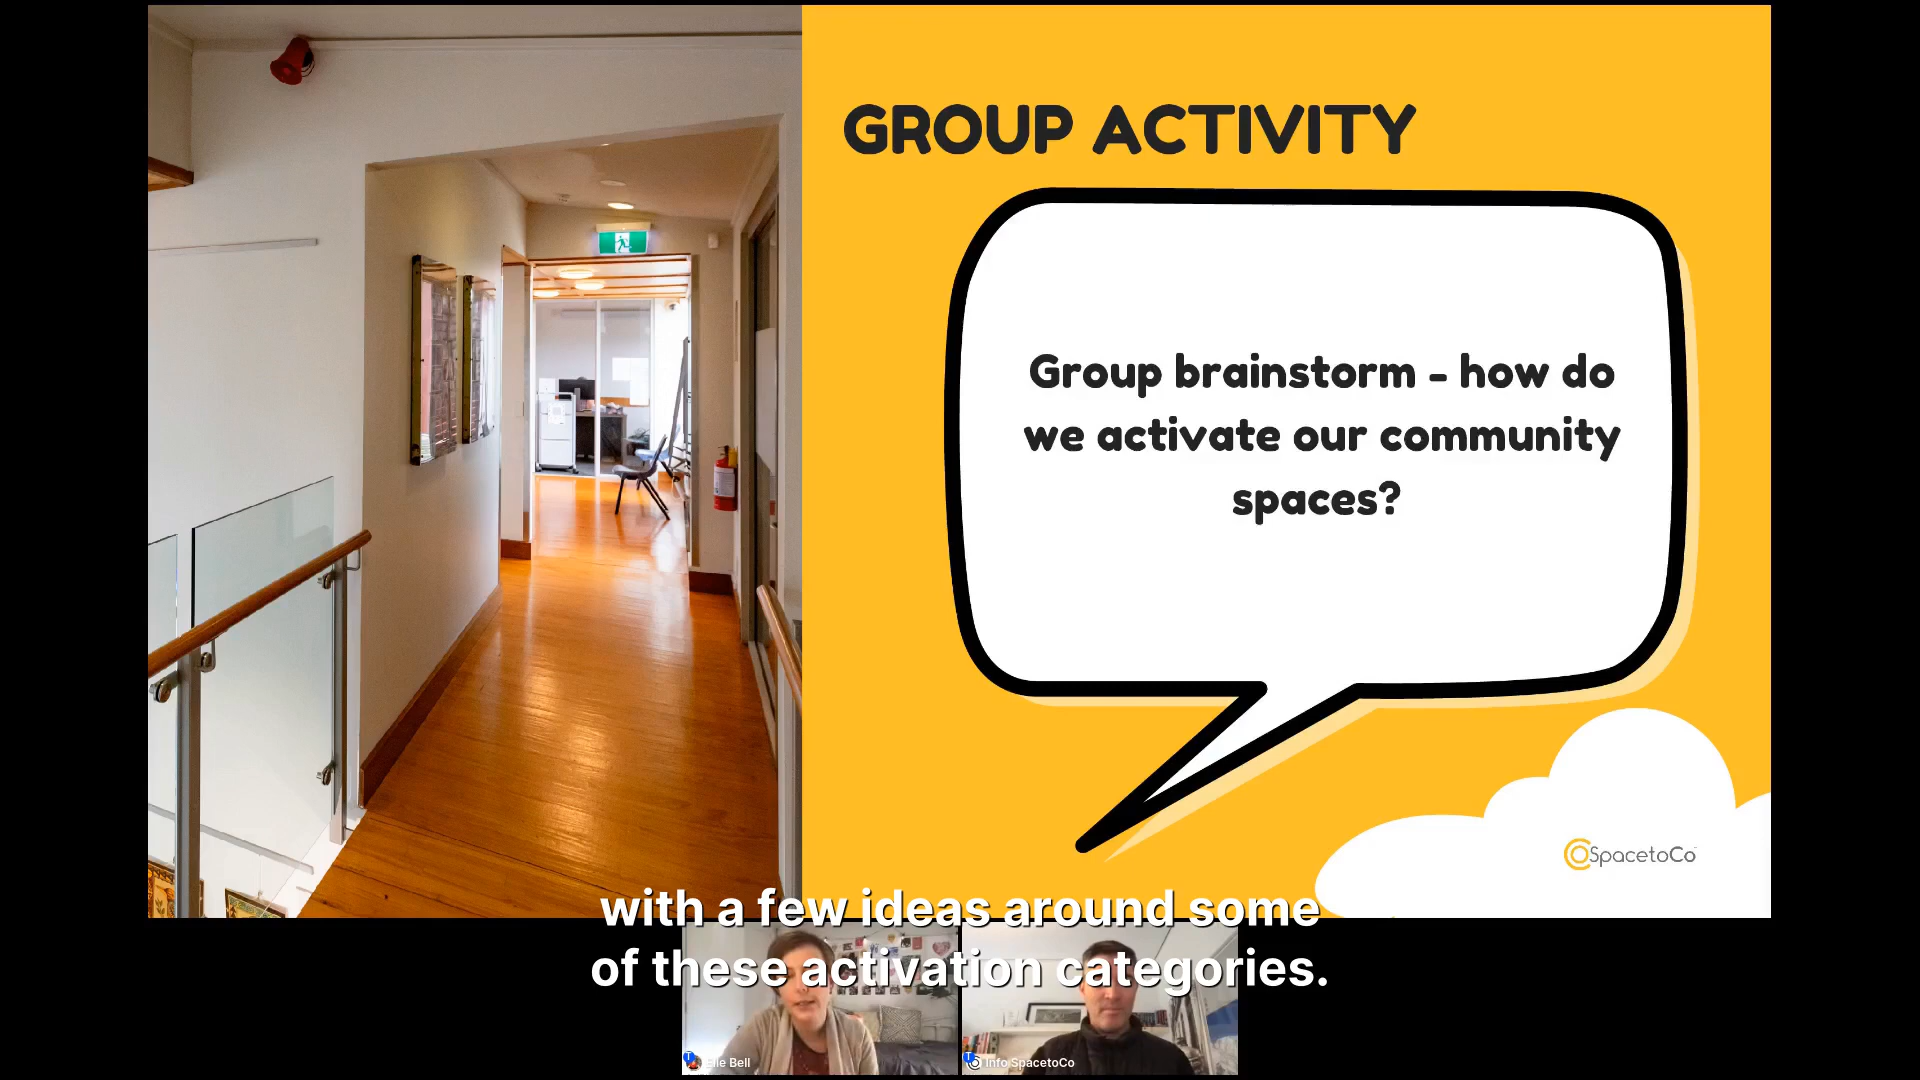 GROUP ACTIVITY
Group brainstorm - how do
we activate our community
spaces?
SpacetoCo
with a few ideas around some
of these activation categories.
Bell
Info SpacetoCo